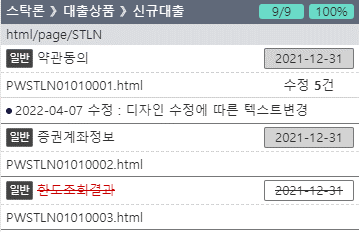 스탁론 》 대출상품 》 신규대출 9/9 100%
html/page/STLN
일반 약관동의 2021-12-31
PWSTLN01010001.html 수정 5건
● 2022-04-07 수정 : 디자인 수정에 따른 텍스트변경
일반 증권계좌정보 2021-12-31
PWSTLN01010002.html
일반 한도조회결과 2021-12-31
PWSTLN01010003.html